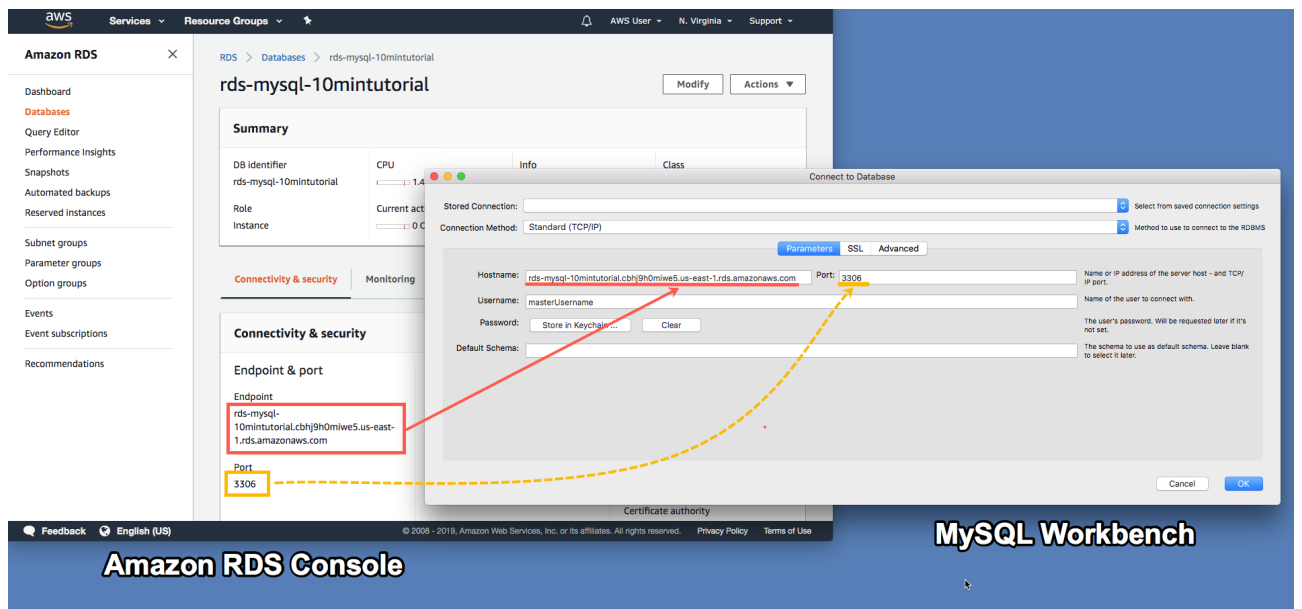 aws Services Resource Groups AWS User N. Virginia Support
Amazon RDS
Dashboard
Databases
Query Editor
Performance Insights
Snapshots
Automated backups
Reserved instances
Subnet groups
Parameter groups
Option groups
Events
Event subscriptions
Recommendations
RDS > Databases > rds-mysql-10mintutorial
rds-mysql-10mintutorial
Modify Actions
Summary
DB identifier CPU Info Class
rds-mysql-10mintutorial 1.4
Role Current act
Instance 0 C
Connectivity & security Monitoring
Connectivity & security
Endpoint & port
Endpoint
rds-mysql-
10mintutorial.cbhj9h0miwe5.us-east-
1.rds.amazonaws.com
Port
3306
Certificate authority
Connect to Database
Stored Connection: Select from saved connection settings
Connection Method: Standard (TCP/IP) Method to use to connect to the RDBMS
Parameters SSL Advanced
Hostname: rds-mysql-10mintutorial.cbhj9h0miwe5.us-east-1.rds.amazonaws.com Port: 3306 Name or IP address of the server host - and TCP/
IP port.
Username: masterUsername Name of the user to connect with.
Password: Store in Keychain ... Clear The user's password. Will be requested later if it's
not set.
Default Schema: The schema to use as default schema. Leave blank
to select it later.
Cancel OK
Feedback English (US) © 2008 - 2019, Amazon Web Services, Inc. or its affiliates. All rights reserved. Privacy Policy Terms of Use
Amazon RDS Console
MySQL Workbench